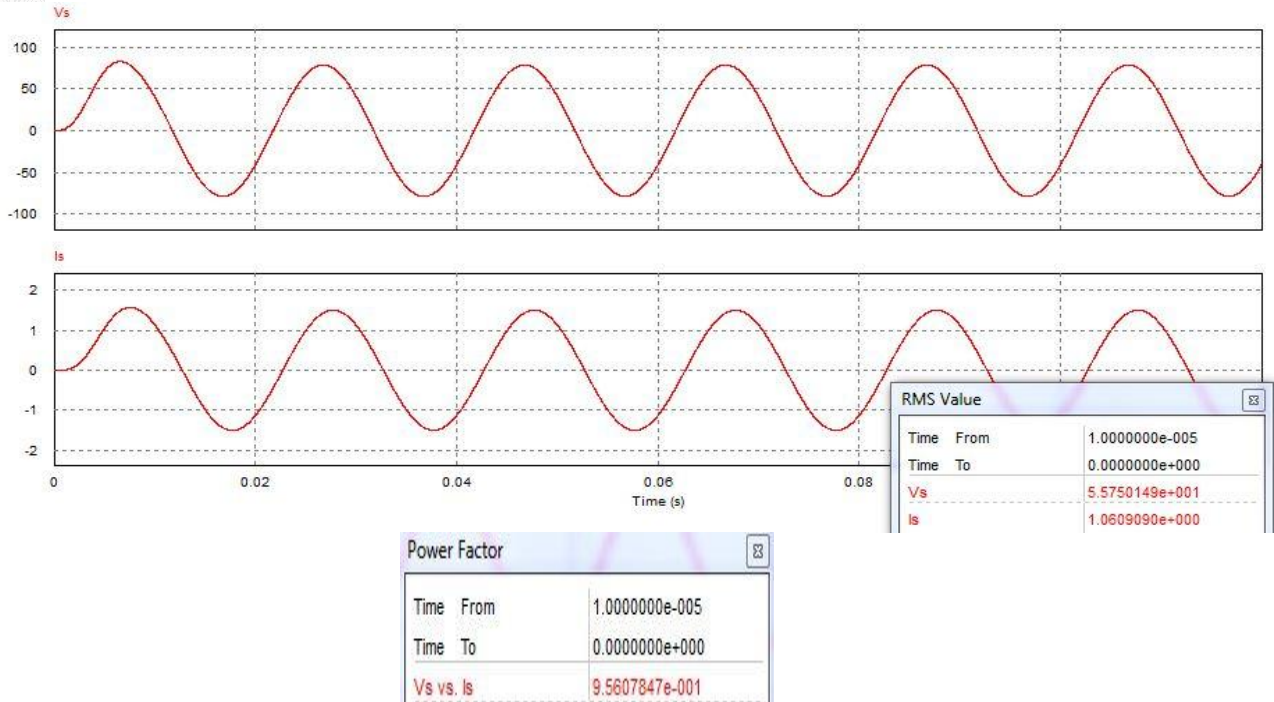 Vs
100
50
0
-50
-100
Is
2
1
0
-1
-2
0 0.02 0.04 0.06 0.08
Time (s)
RMS Value
Time From 1.0000000e-005
Time To 0.0000000e+000
Vs 5.5750149e+001
Is 1.0609090e+000
Power Factor
Time From 1.0000000e-005
Time To 0.0000000e+000
Vs vs. Is 9.5607847e-001